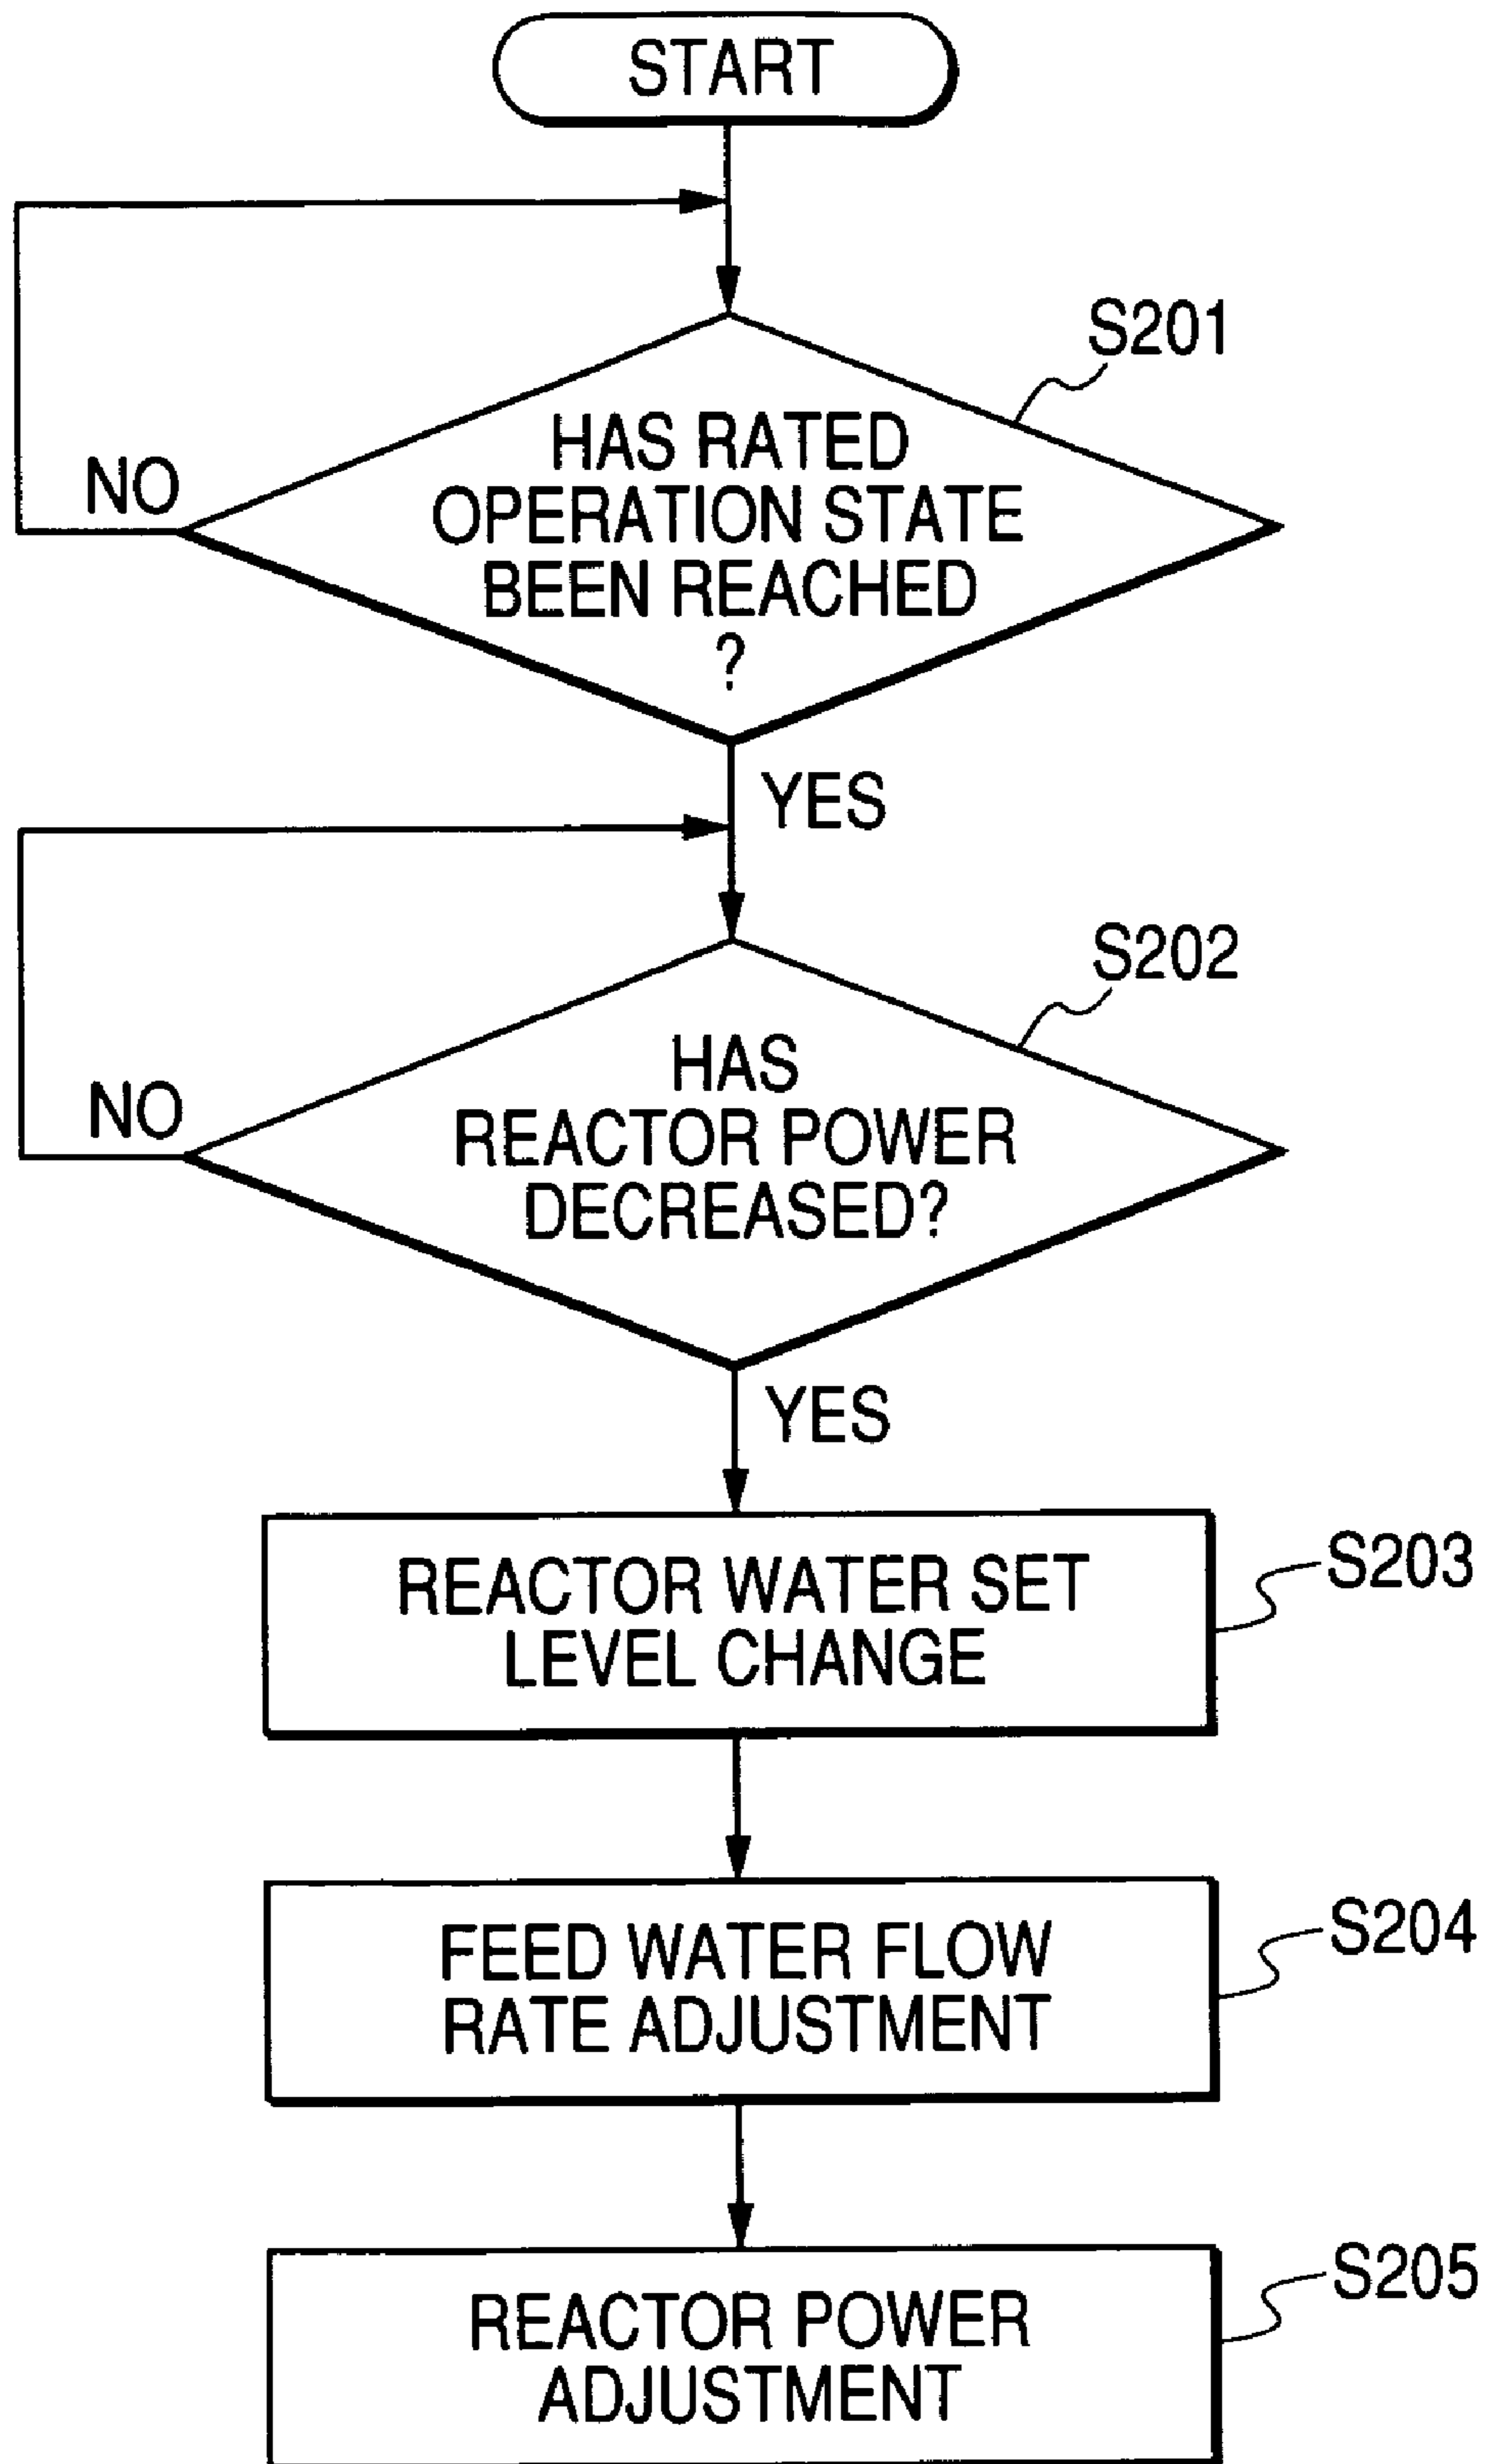 START
S201
HAS RATED
NO
OPERATION STATE
BEEN REACHED
?
YES
S202
HAS
NO
REACTOR POWER
DECREASED?
YES
REACTOR WATER SET
LEVEL CHANGE
S203
FEED WATER FLOW
RATE ADJUSTMENT
S204
REACTOR POWER
ADJUSTMENT
S205